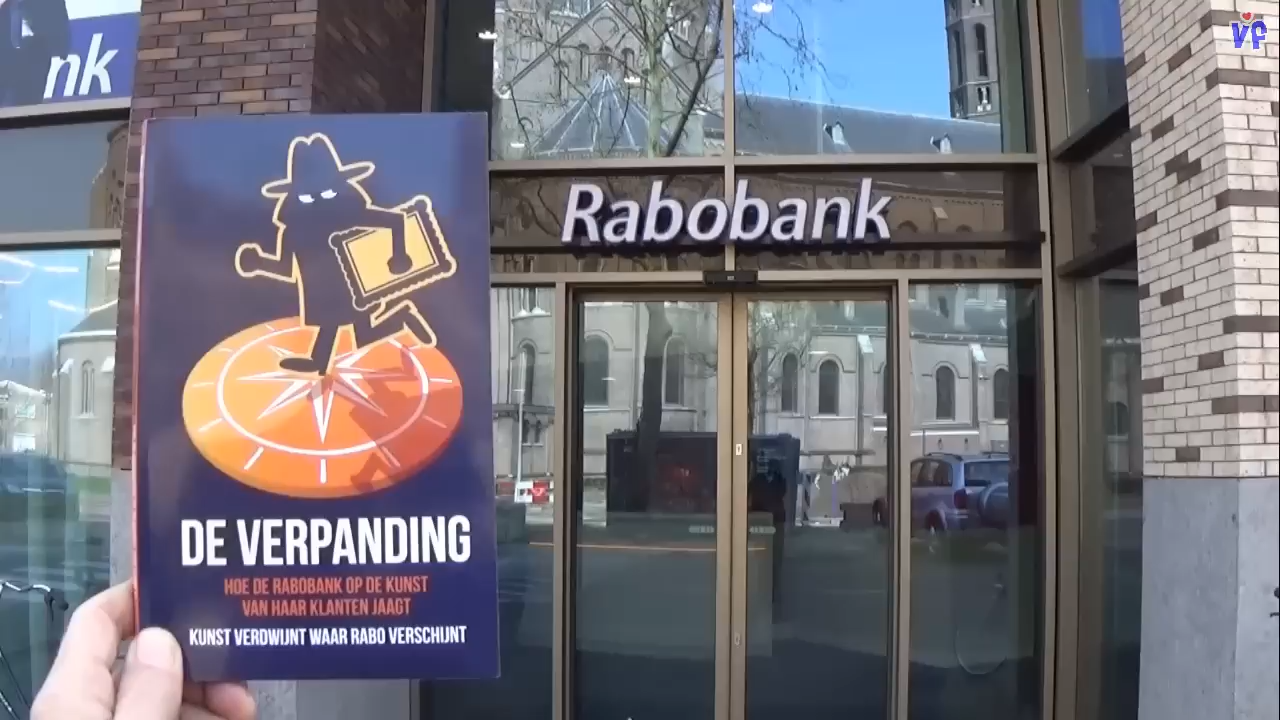 nk
Rabobank
DE VERPANDING
HOE DE RABOBANK OP DE KUNST
VAN HAAR KLANTEN JAAGT
KUNST VERDWIJNT WAAR RABO VERSCHIJNT
VF